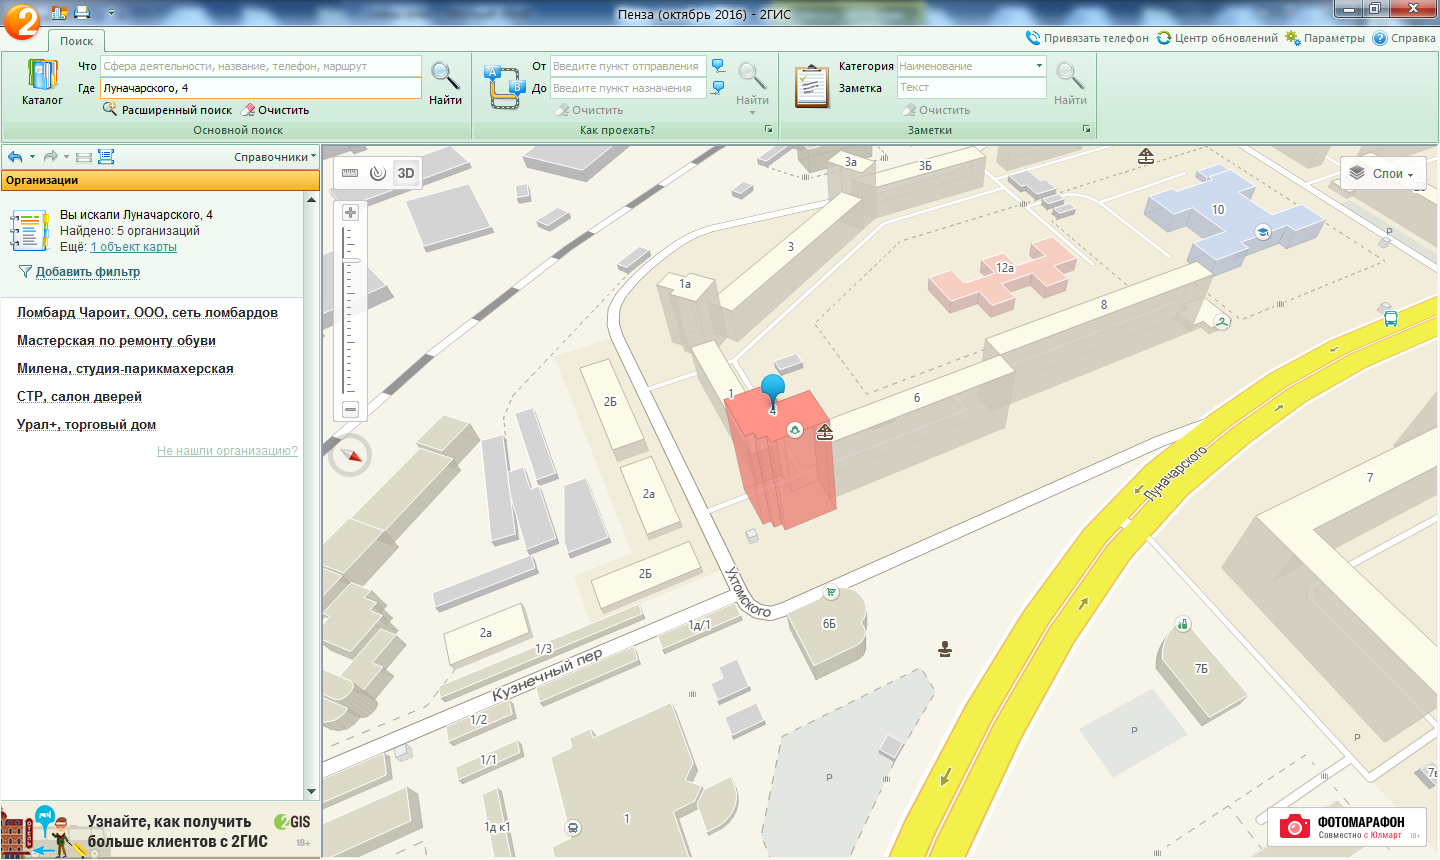 Пенза (октябрь 2016) - 2ГИС
2
Поиск
Привязать телефон
Центр обновлений
Параметры
Справка
Каталог
Что
Сфера деятельности, название, телефон, маршрут
Где
Луначарского, 4
Найти
Расширенный поиск
Очистить
Основной поиск
A
B
От
Введите пункт отправления
До
Введите пункт назначения
Найти
Очистить
Как проехать?
Категория
Наименование
Заметка
Текст
Найти
Очистить
Заметки
Справочники
Организации
Вы искали Луначарского, 4
Найдено: 5 организаций
Ещё: 1 объект карты
Добавить фильтр
Ломбард Чароит, ООО, сеть ломбардов
Мастерская по ремонту обуви
Милена, студия-парикмахерская
СТР, салон дверей
Урал+, торговый дом
Не нашли организацию?
Узнайте, как получить
больше клиентов с 2ГИС
2GIS
18+
3D
Слои
3а
3Б
10
P
3
12а
1а
8
1
4
6
2Б
2а
2Б
Луначарского
7
Ухтомского
2а
1/3
1д/1
6Б
Кузнечный пер
7Б
1/2
1/1
P
P
P
7в
1д к1
1
ФОТОМАРАФОН
Совместно с Юлмарт
18+